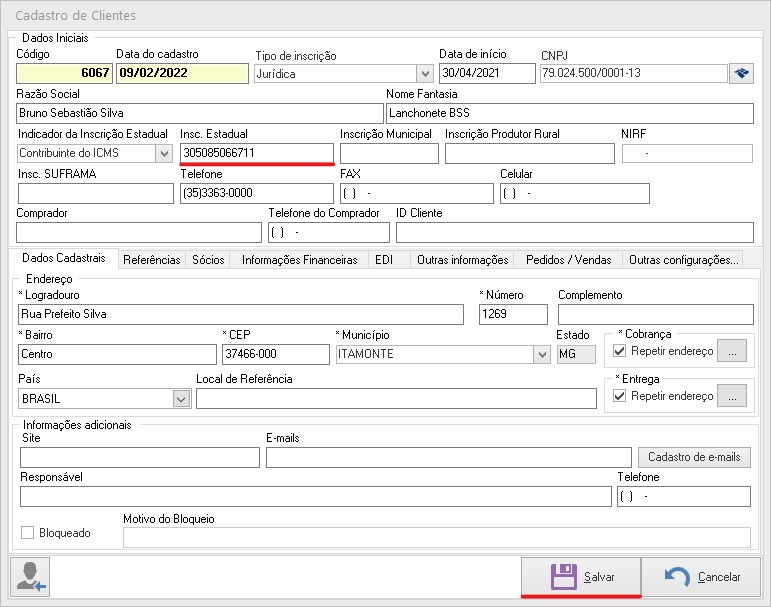 Cadastro de Clientes
Dados Iniciais
Código Data do cadastro Tipo de inscrição Data de início CNPJ
6067 09/02/2022 Jurídica 30/04/2021 79.024.500/0001-13
Razão Social Nome Fantasia
Bruno Sebastião Silva Lanchonete BSS
Indicador da Inscrição Estadual Insc. Estadual Inscrição Municipal Inscrição Produtor Rural NIRF
Contribuinte do ICMS 305085066711 -
Insc. SUFRAMA Telefone FAX Celular
(35)3363-0000 ( ) - ( ) -
Comprador Telefone do Comprador ID Cliente
( ) -
Dados Cadastrais Referências Sócios Informações Financeiras EDI Outras informações Pedidos / Vendas Outras configurações...
Endereço
* Logradouro * Número Complemento
Rua Prefeito Silva 1269
* Bairro * CEP * Município Estado * Cobrança
Centro 37466-000 ITAMONTE MG Repetir endereço ...
País Local de Referência * Entrega
BRASIL Repetir endereço ...
Informações adicionais
Site E-mails
Cadastro de e-mails
Responsável Telefone
( ) -
Motivo do Bloqueio
Bloqueado
Salvar Cancelar